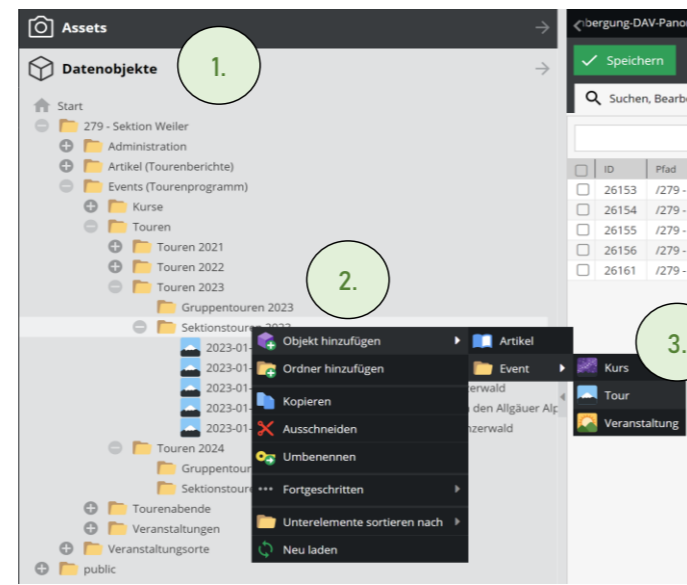 Assets
Datenobjekte
1.
Start
279 - Sektion Weiler
Administration
Artikel (Tourenberichte)
Events (Tourenprogramm)
Kurse
Touren
Touren 2021
Touren 2022
Touren 2023
Gruppentouren 2023
Sektionstouren 2023
2023-01-
2023-01-
2023-01-
2023-01-
2023-01-
Touren 2024
Gruppentour
Sektionstour
Tourenabende
Veranstaltungen
Veranstaltungsorte
public
2.
Objekt hinzufügen
Ordner hinzufügen
Kopieren
Ausschneiden
Umbenennen
Fortgeschritten
Unterelemente sortieren nach
Neu laden
Artikel
Event
den Allgäuer Alp
3.
Kurs
Tour
Veranstaltung
bergung-DAV-Pano
Speichern
Suchen, Bearb
ID Pfad
26153 /279 -
26154 /279 -
26155 /279 -
26156 /279 -
26161 /279 -